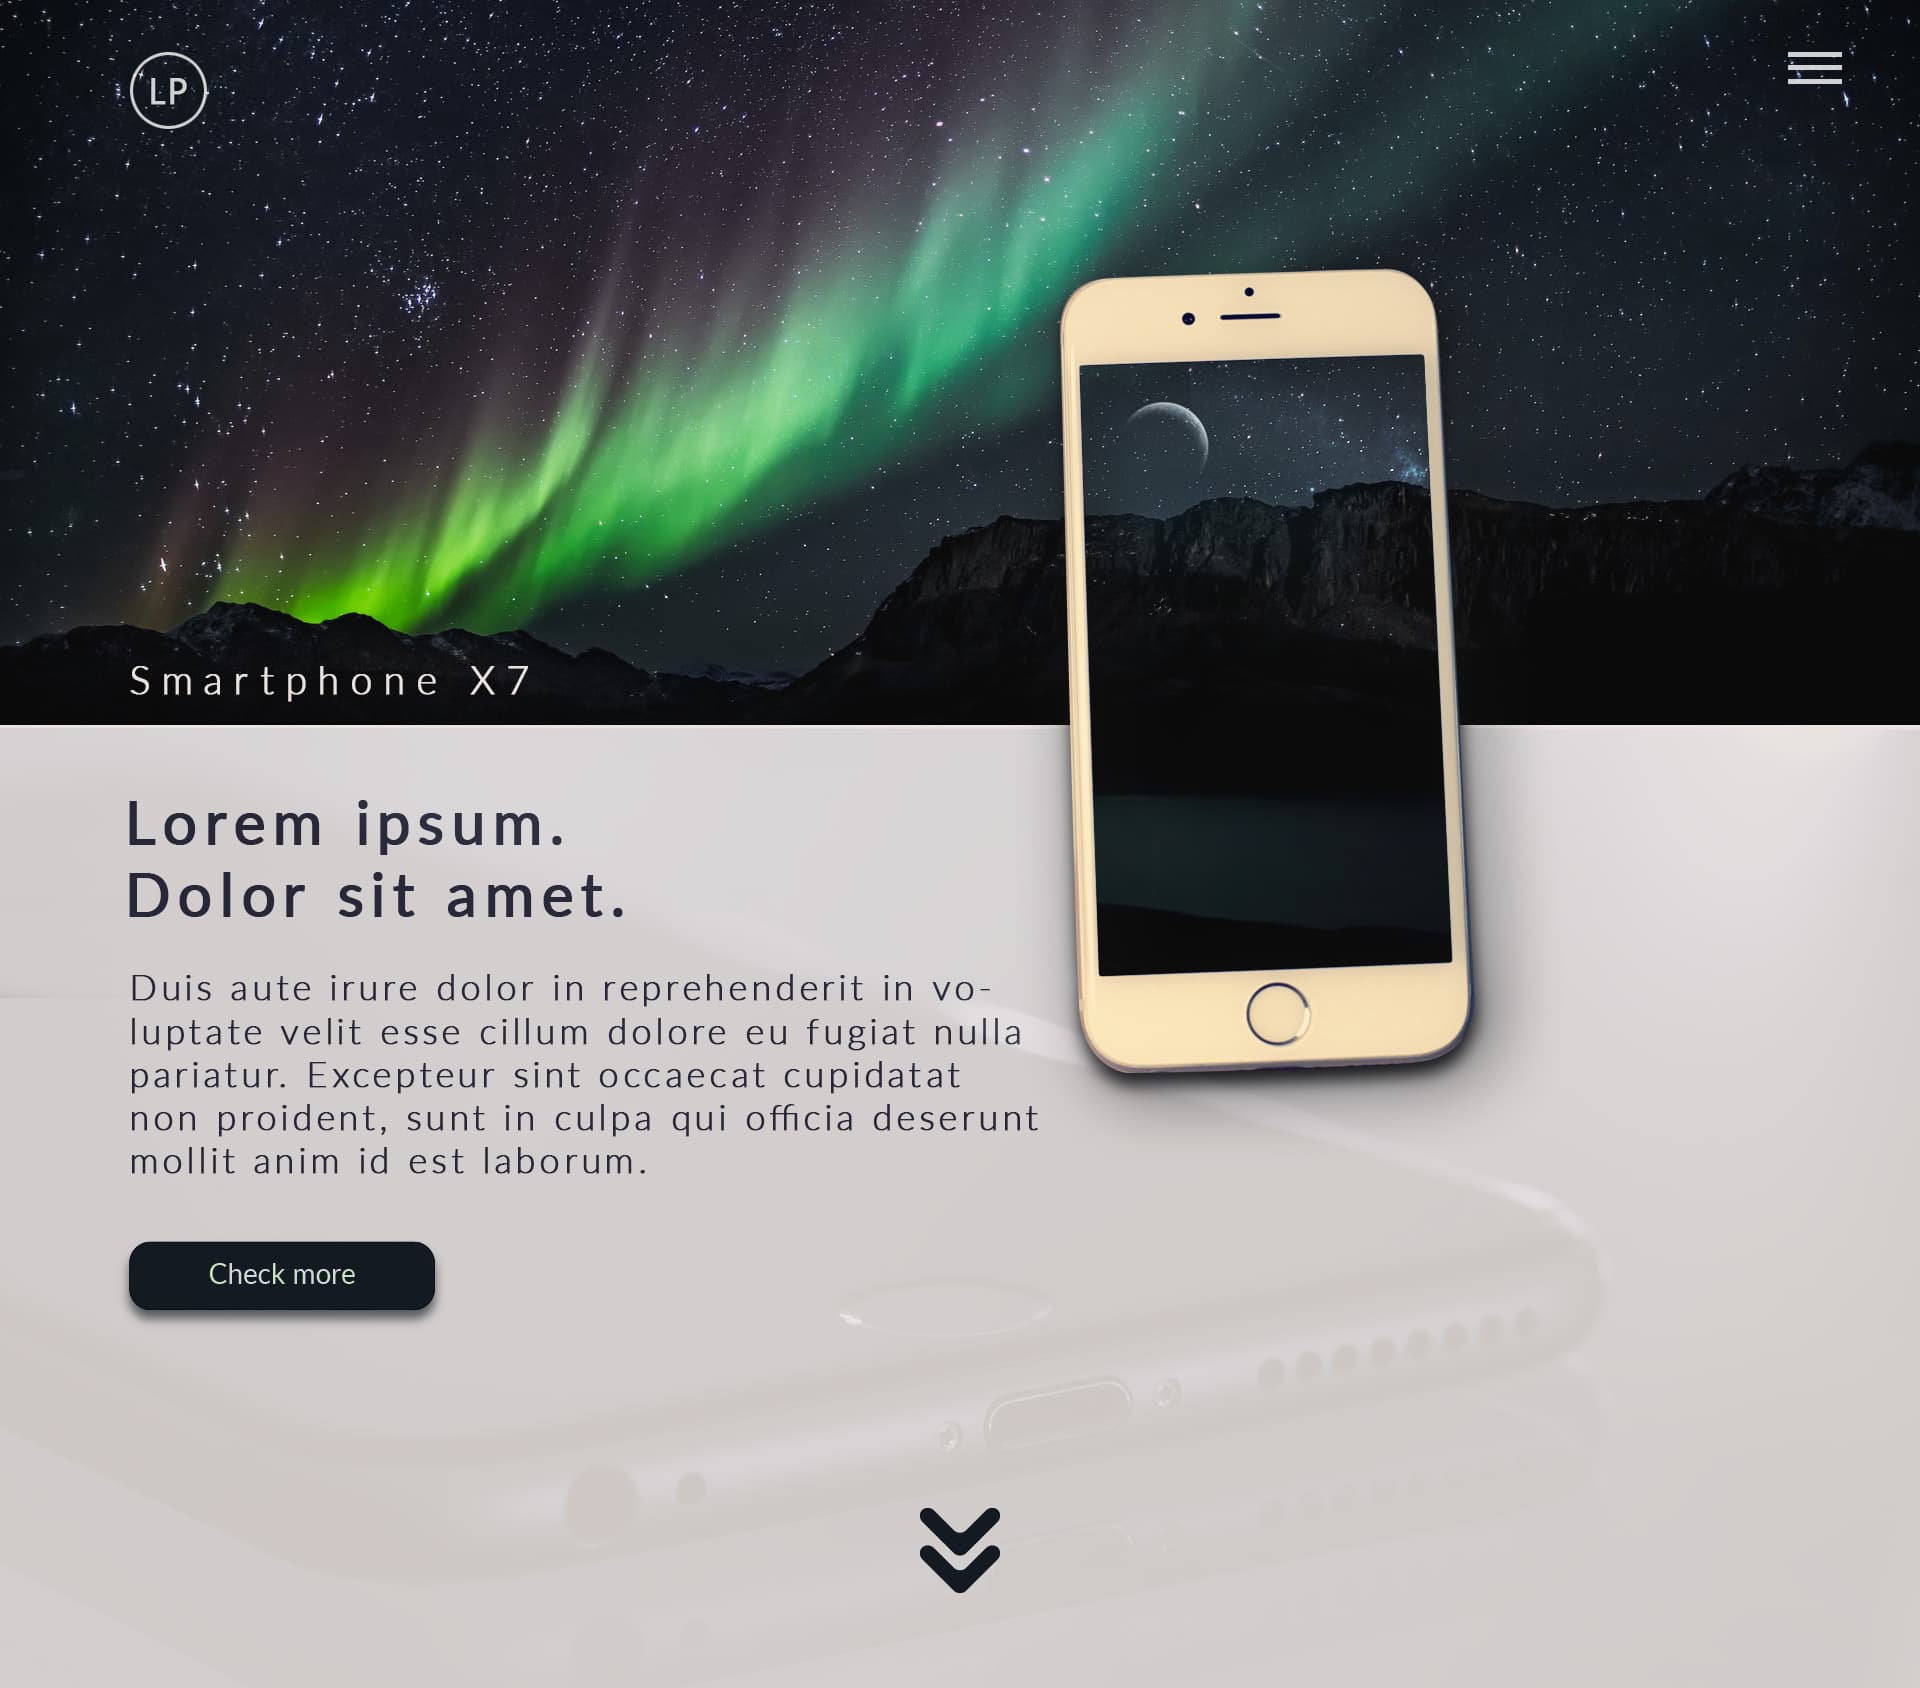 LP
Smartphone X7
Lorem ipsum.
Dolor sit amet.
Duis aute irure dolor in reprehenderit in vo-
luptate velit esse cillum dolore eu fugiat nulla
pariatur. Excepteur sint occaecat cupidatat
non proident, sunt in culpa qui officia deserunt
mollit anim id est laborum.
Check more